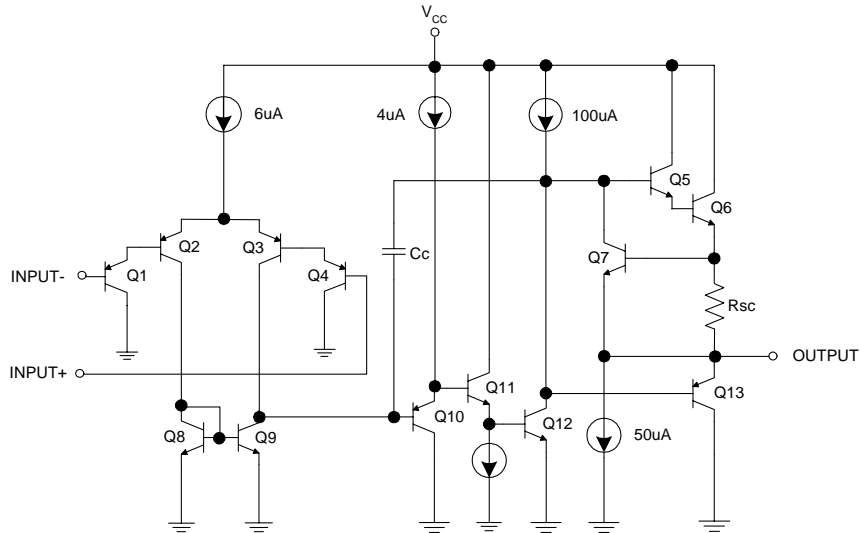 VCC
6uA
4uA
100uA
Q5
Q6
Q2
Q3
Q1
Q4
Q7
INPUT-
Cc
Rsc
OUTPUT
INPUT+
Q11
Q13
Q8
Q9
Q10
Q12
50uA